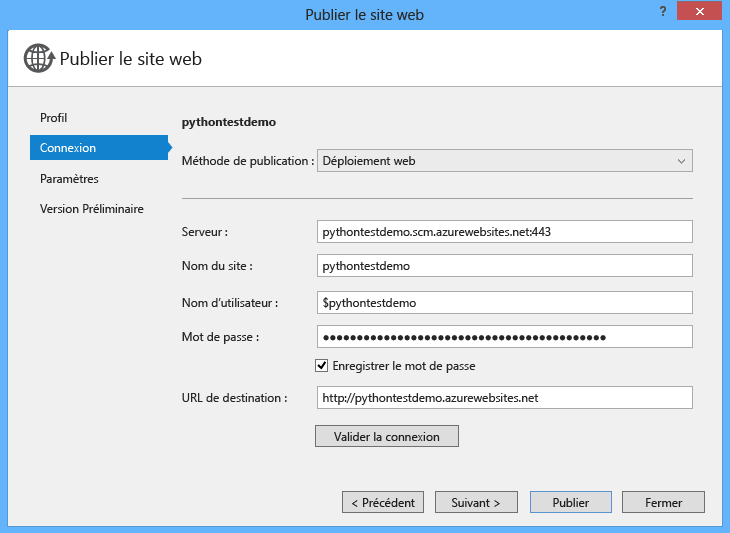 Publier le site web
?
Publier le site web
Profil
Connexion
Paramètres
Version Préliminaire
pythontestdemo
Méthode de publication : Déploiement web
Serveur : pythontestdemo.scm.azurewebsites.net:443
Nom du site : pythontestdemo
Nom d'utilisateur : $pythontestdemo
Mot de passe : ●●●●●●●●●●●●●●●●●●●●●●●●●●●●●●●●●●●●●●●●●●
Enregistrer le mot de passe
URL de destination : http://pythontestdemo.azurewebsites.net
Valider la connexion
< Précédent
Suivant >
Publier
Fermer